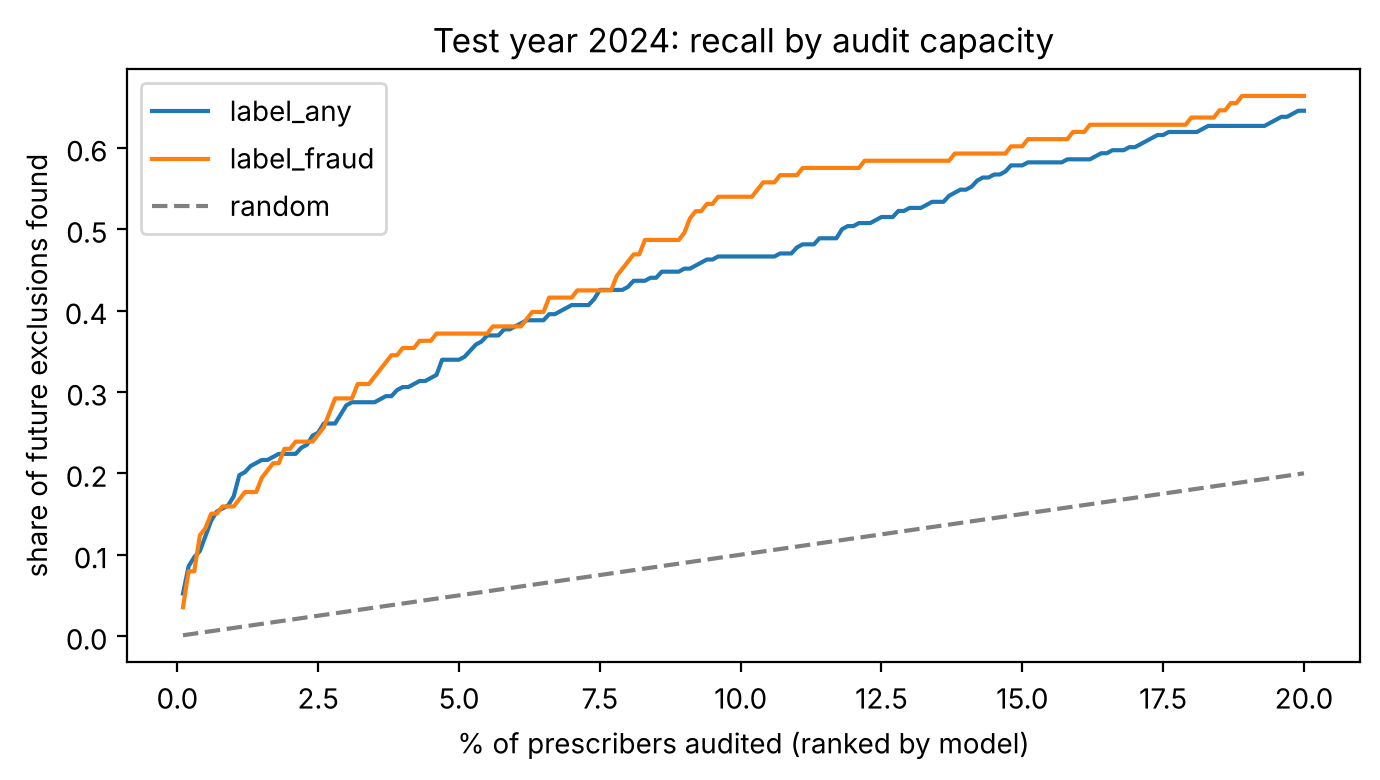 Test year 2024: recall by audit capacity
label_any
label_fraud
random
share of future exclusions found
0.6
0.5
0.4
0.3
0.2
0.1
0.0
0.0 2.5 5.0 7.5 10.0 12.5 15.0 17.5 20.0
% of prescribers audited (ranked by model)